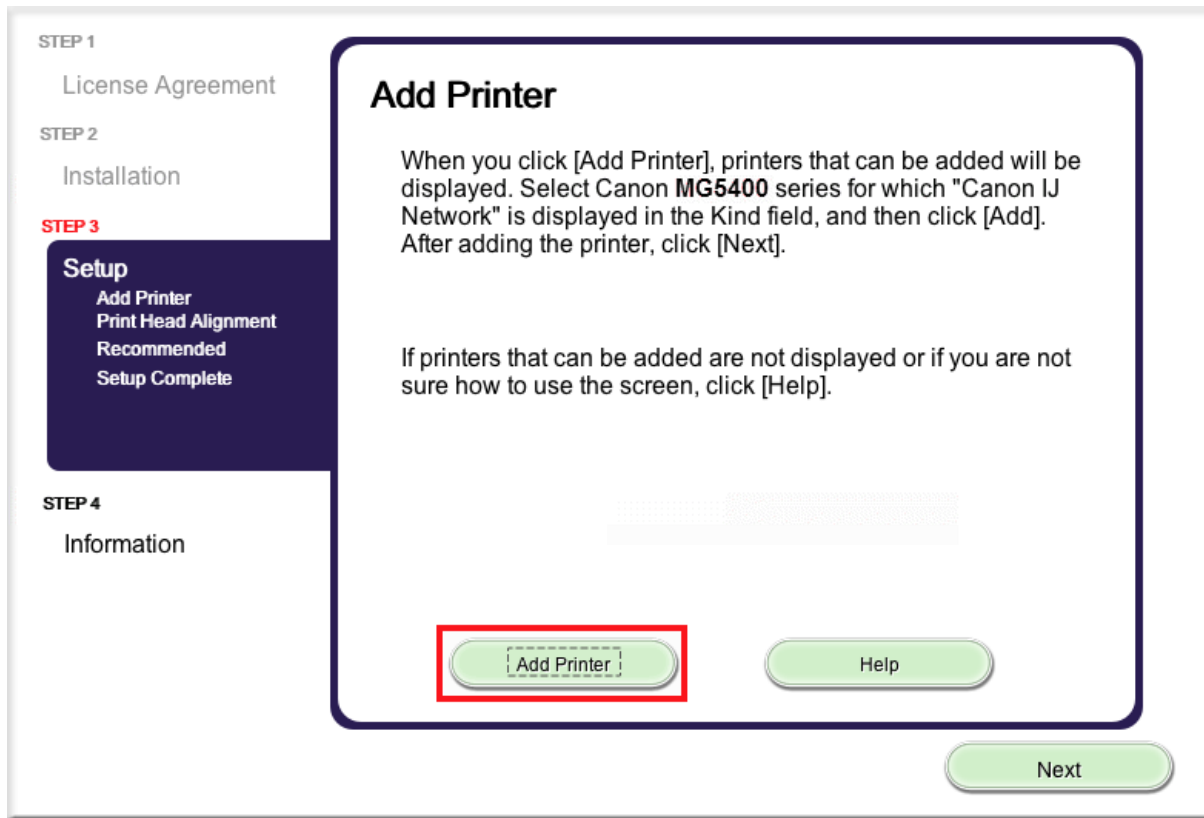 STEP 1
License Agreement
STEP 2
Installation
STEP 3
Setup
Add Printer
Print Head Alignment
Recommended
Setup Complete
STEP 4
Information
Add Printer
When you click [Add Printer], printers that can be added will be
displayed. Select Canon MG5400 series for which "Canon IJ
Network" is displayed in the Kind field, and then click [Add].
After adding the printer, click [Next].
If printers that can be added are not displayed or if you are not
sure how to use the screen, click [Help].
Add Printer
Help
Next